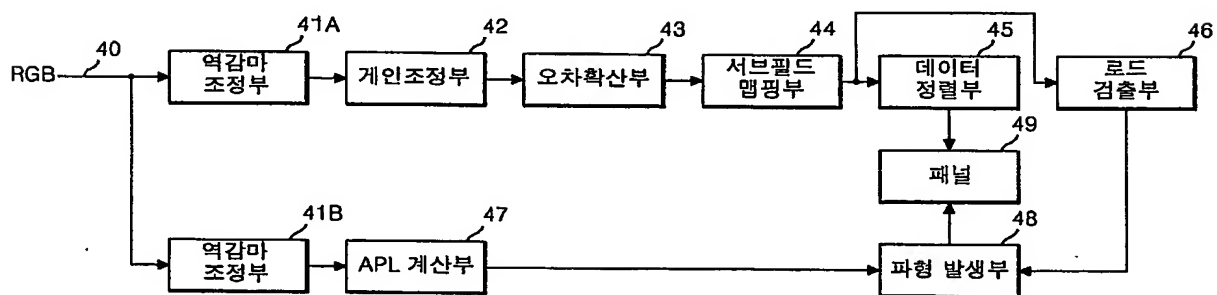 RGB
40
41A
역감마
조정부
42
게인조정부
43
오차확산부
44
서브필드
맵핑부
45
데이터
정렬부
46
로드
검출부
49
패널
41B
역감마
조정부
47
APL 계산부
48
파형 발생부